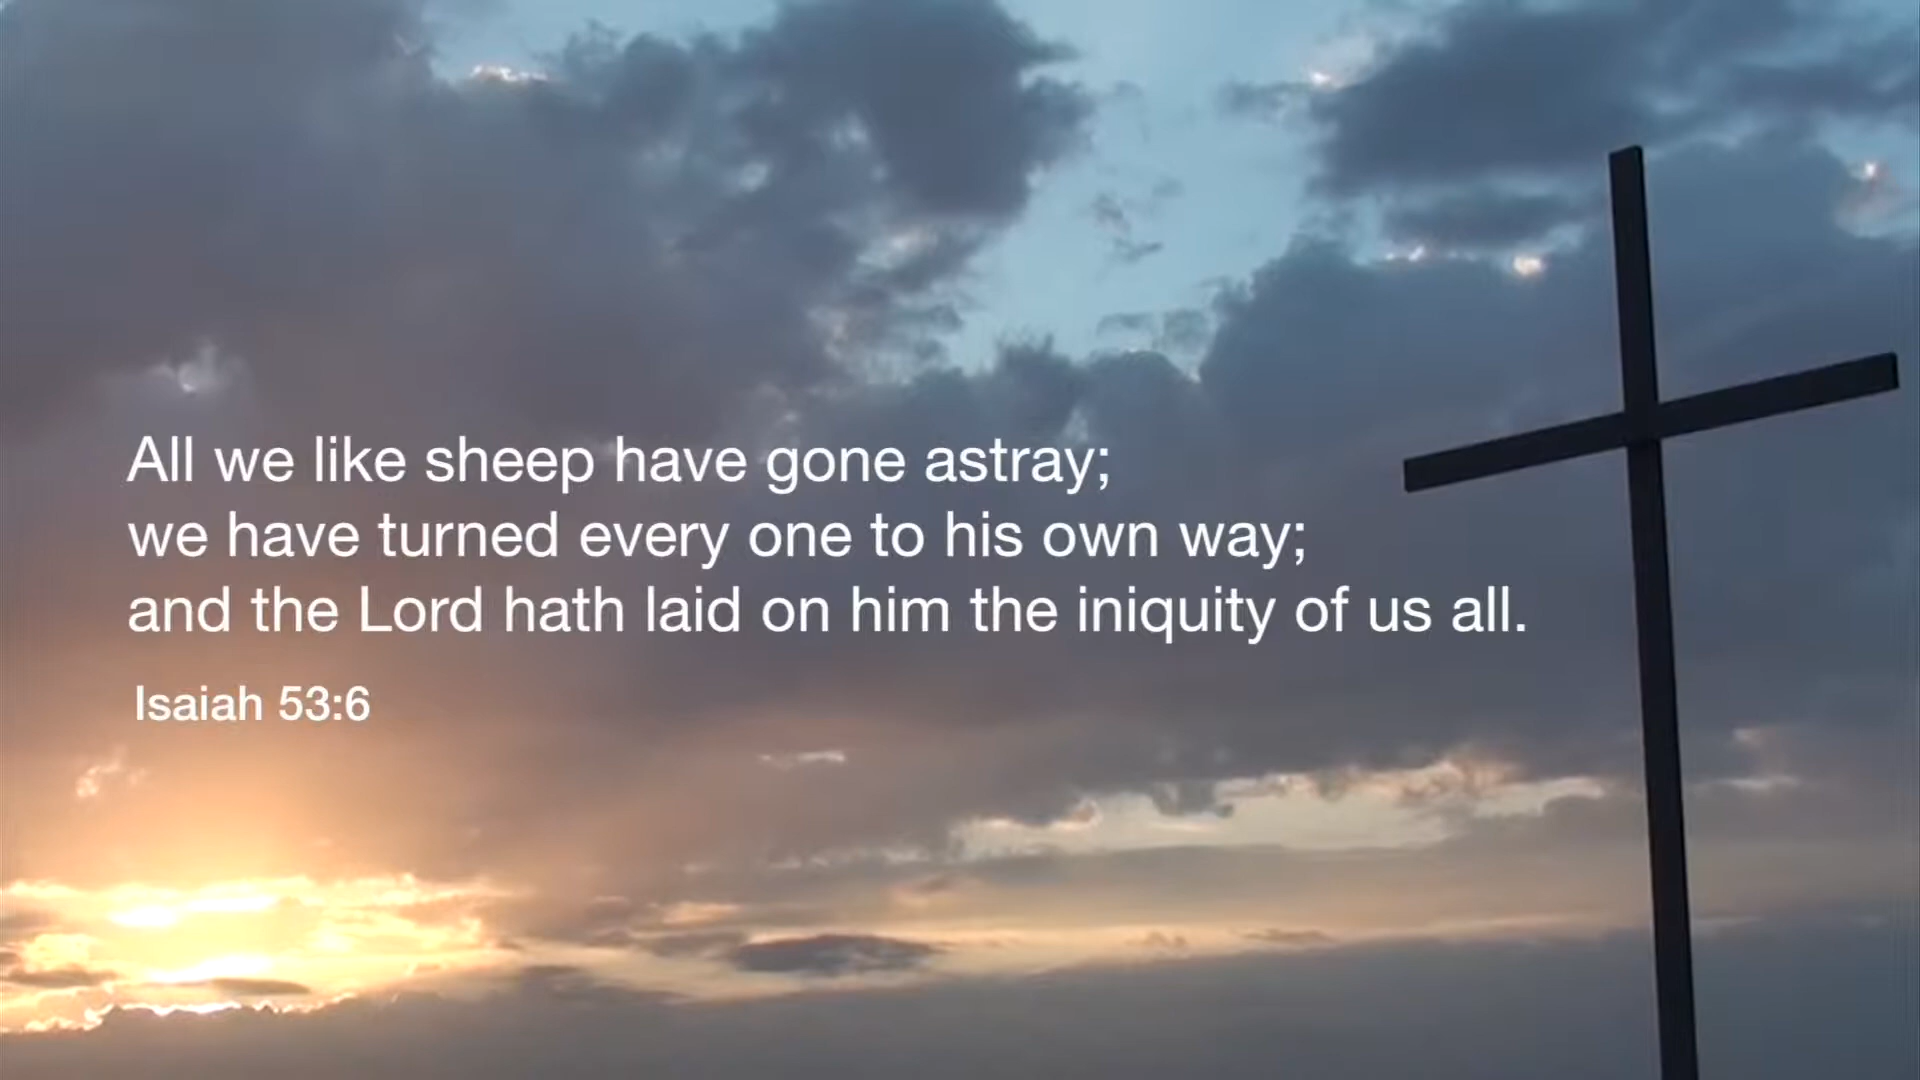 All we like sheep have gone astray;
we have turned every one to his own way;
and the Lord hath laid on him the iniquity of us all.
Isaiah 53:6